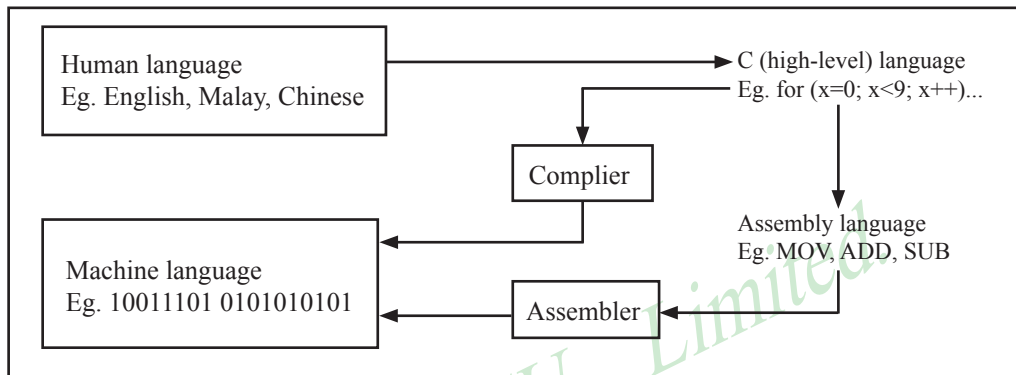 Human language
Eg. English, Malay, Chinese
C (high-level) language
Eg. for (x=0; x<9; x++)...
Complier
Assembly language
Eg. MOV, ADD, SUB
Machine language
Eg. 10011101 0101010101
Assembler
Limited.